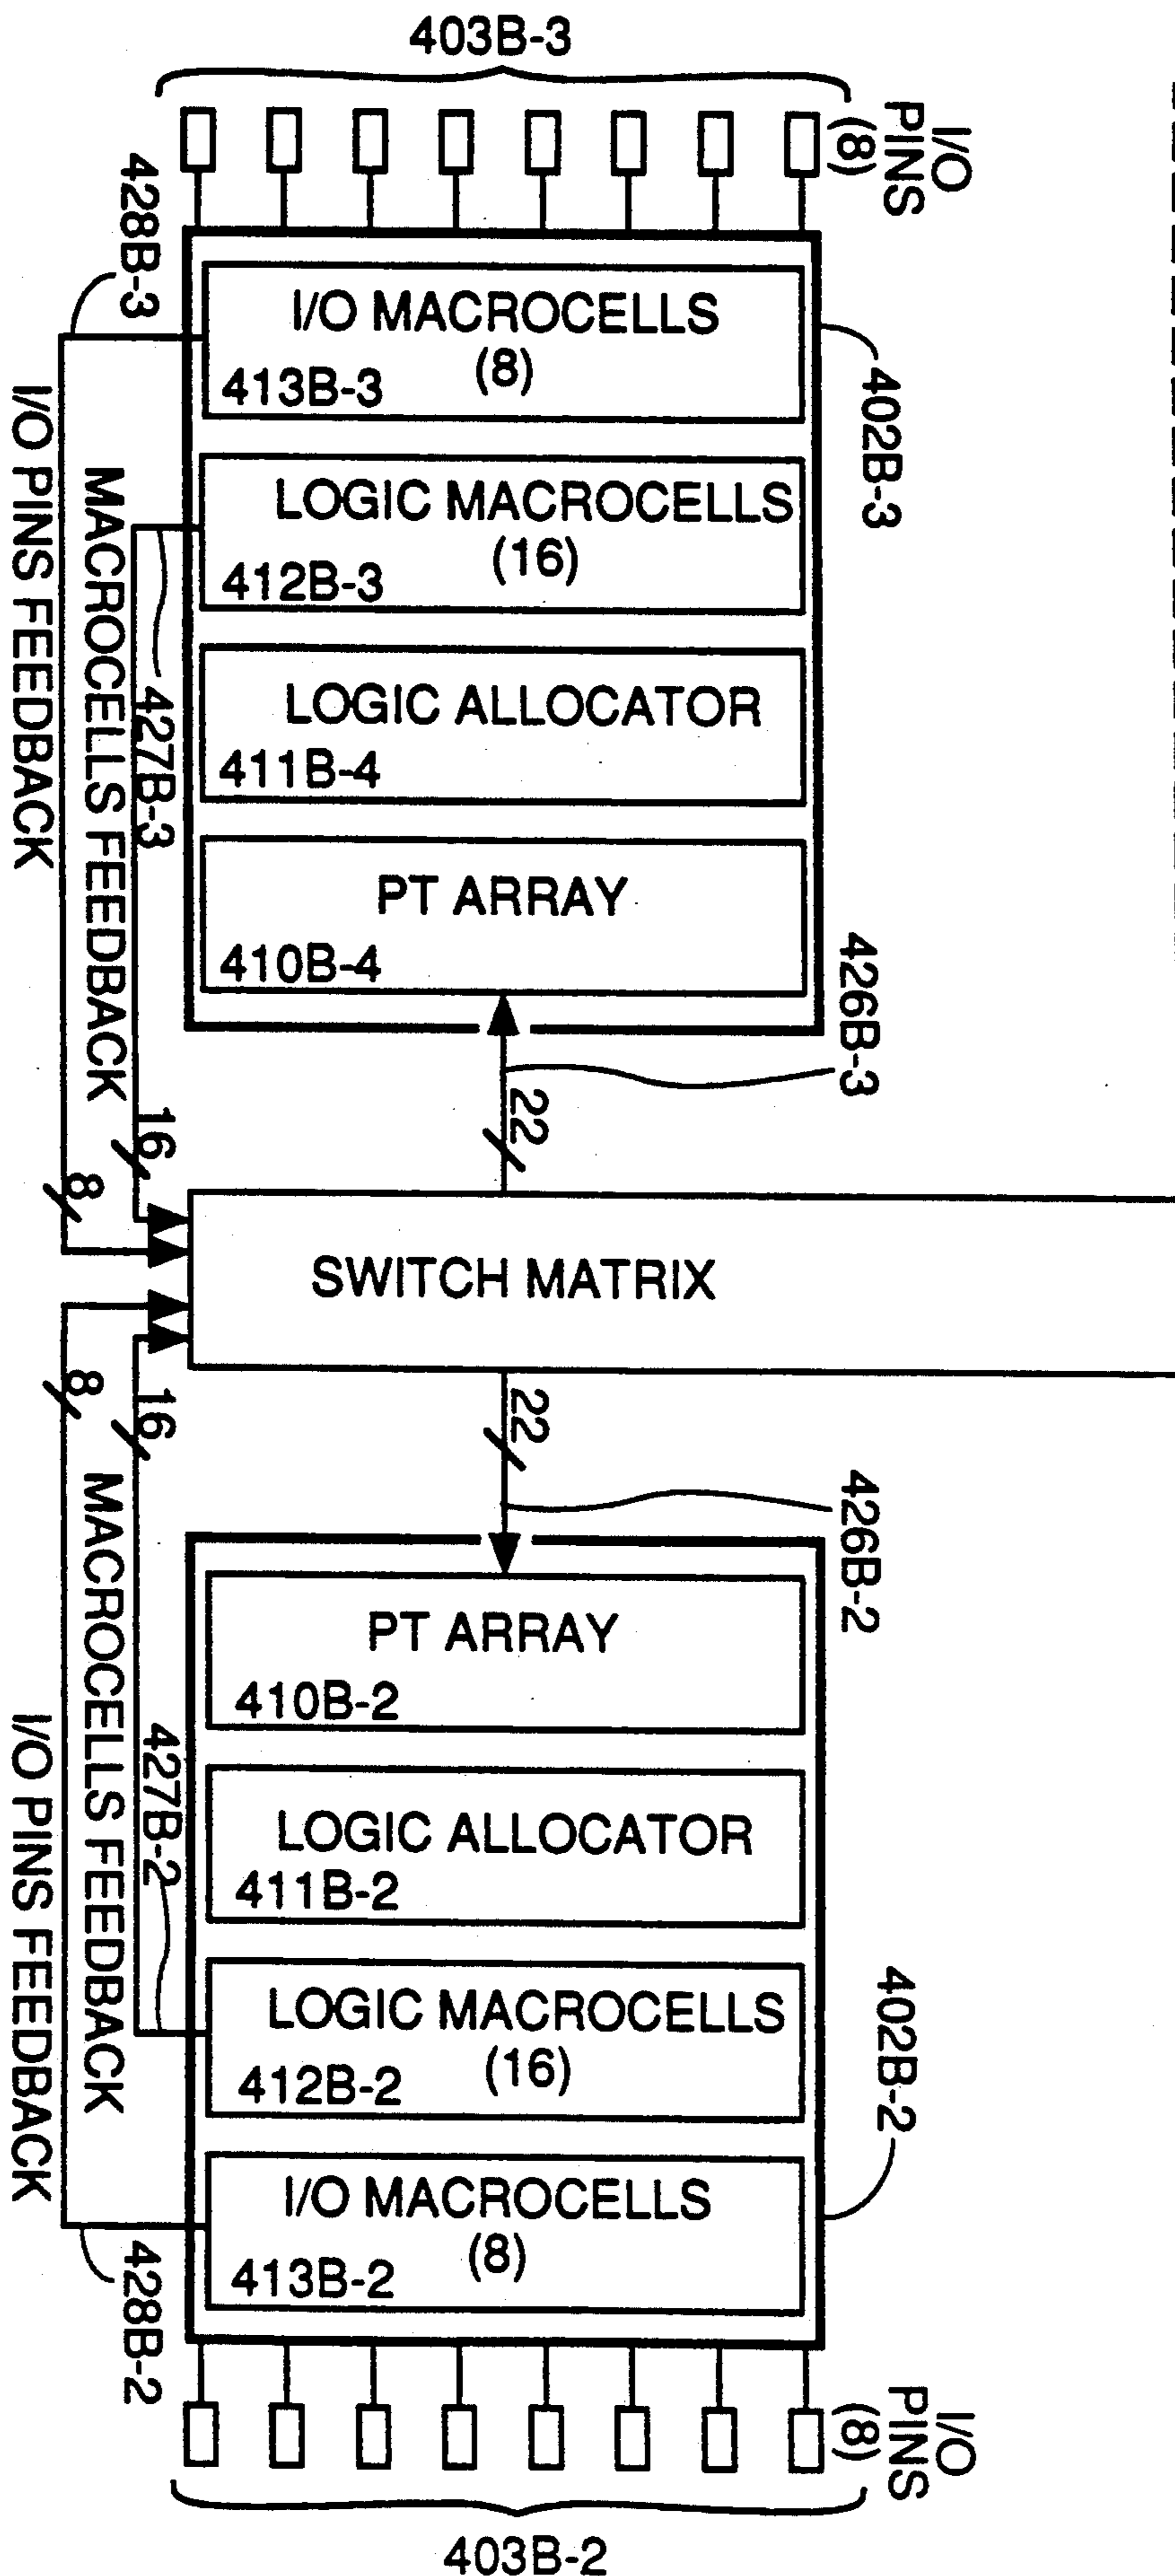 403B-3
I/O
PINS
(8)
428B-3
I/O MACROCELLS
(8)
413B-3
402B-3
LOGIC MACROCELLS
(16)
412B-3
I/O PINS FEEDBACK
MACROCELLS FEEDBACK
427B-3
LOGIC ALLOCATOR
411B-4
PT ARRAY
410B-4
426B-3
22
16
8
SWITCH MATRIX
8
16
22
426B-2
PT ARRAY
410B-2
MACROCELLS FEEDBACK
I/O PINS FEEDBACK
427B-2
LOGIC ALLOCATOR
411B-2
LOGIC MACROCELLS
(16)
412B-2
402B-2
I/O MACROCELLS
(8)
413B-2
428B-2
I/O
PINS
(8)
403B-2